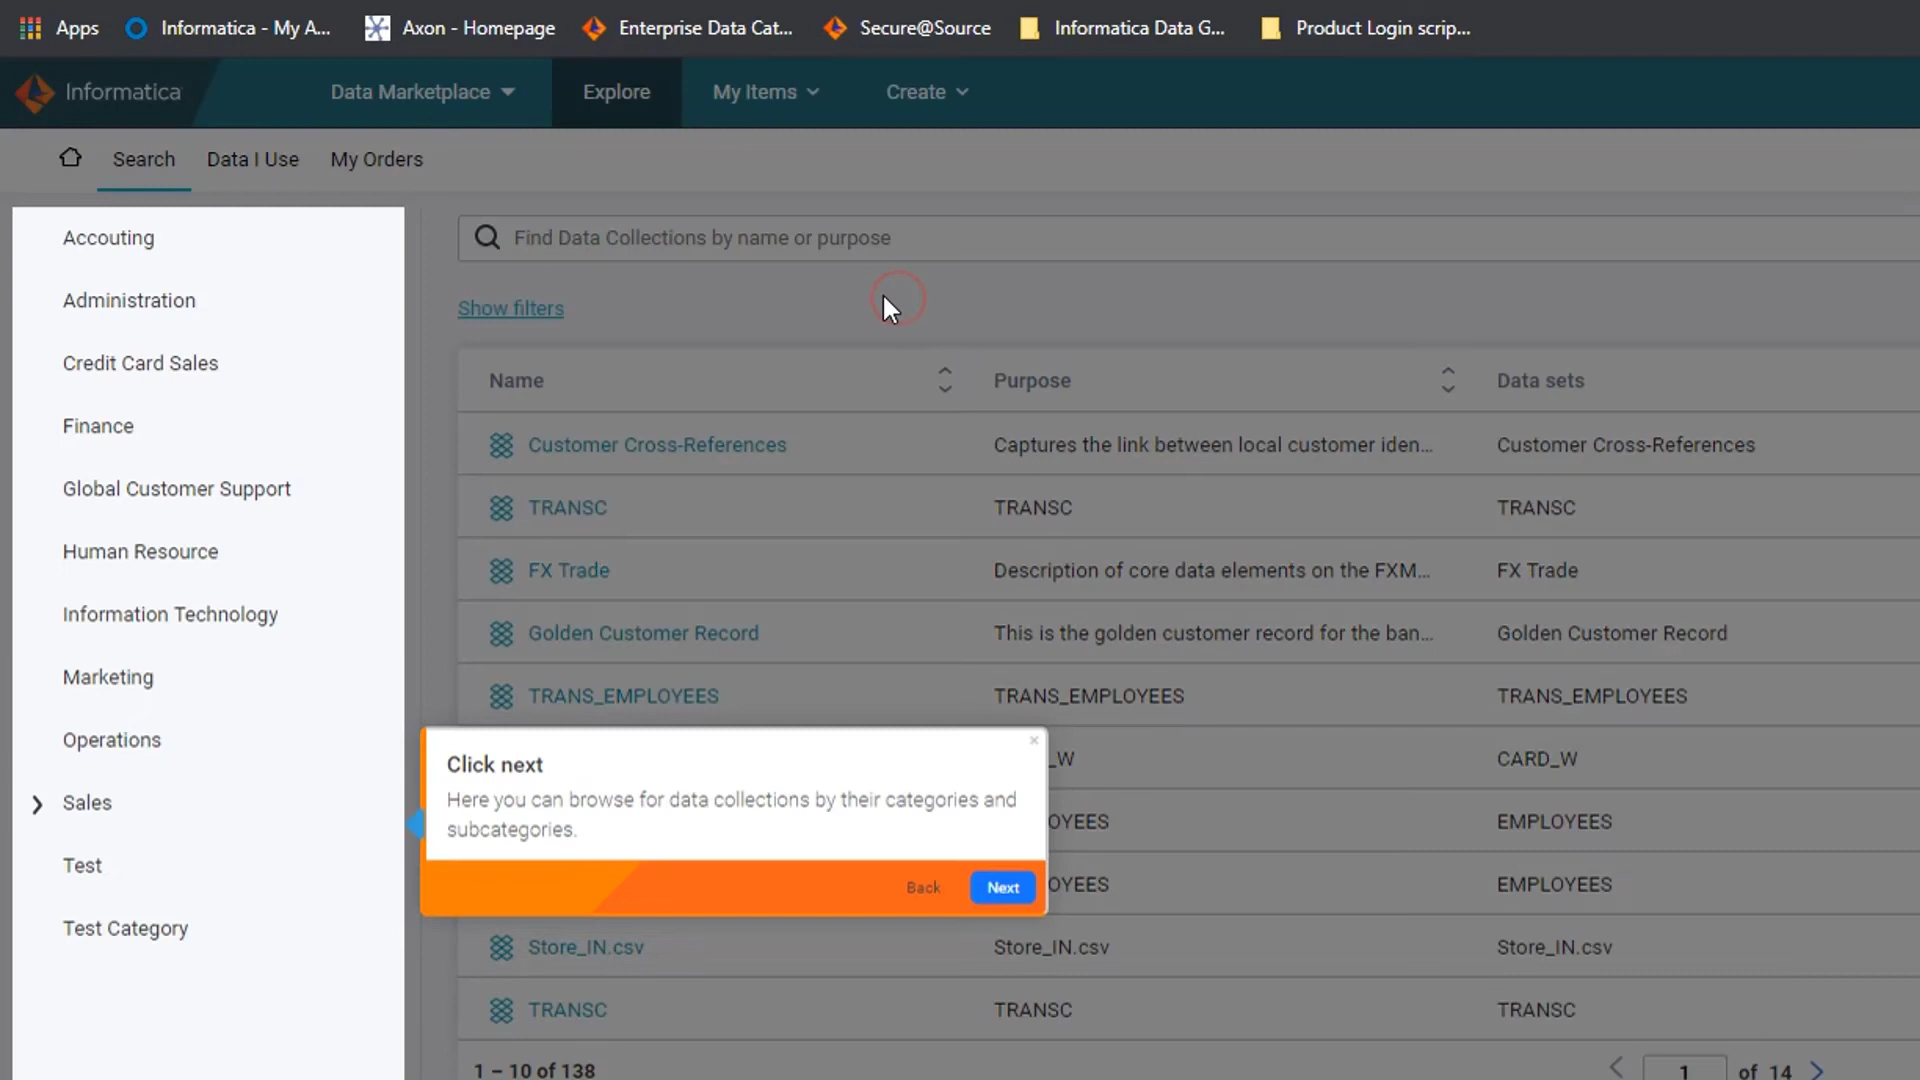 Apps
Informatica - My A...
Axon - Homepage
Enterprise Data Cat...
Secure@Source
Informatica Data G...
Product Login scrip...
Informatica
Data Marketplace
Explore
My Items
Create
Search
Data I Use
My Orders
Accouting
Administration
Credit Card Sales
Finance
Global Customer Support
Human Resource
Information Technology
Marketing
Operations
Sales
Test
Test Category
Find Data Collections by name or purpose
Show filters
Name Purpose Data sets
Customer Cross-References Captures the link between local customer iden... Customer Cross-References
TRANSC TRANSC TRANSC
FX Trade Description of core data elements on the FXM... FX Trade
Golden Customer Record This is the golden customer record for the ban... Golden Customer Record
TRANS_EMPLOYEES TRANS_EMPLOYEES TRANS_EMPLOYEES
_W CARD_W
OYEES EMPLOYEES
OYEES EMPLOYEES
Click next
Here you can browse for data collections by their categories and
subcategories.
Back
Next
Store_IN.csv Store_IN.csv Store_IN.csv
TRANSC TRANSC TRANSC
1 – 10 of 138
1 of 14